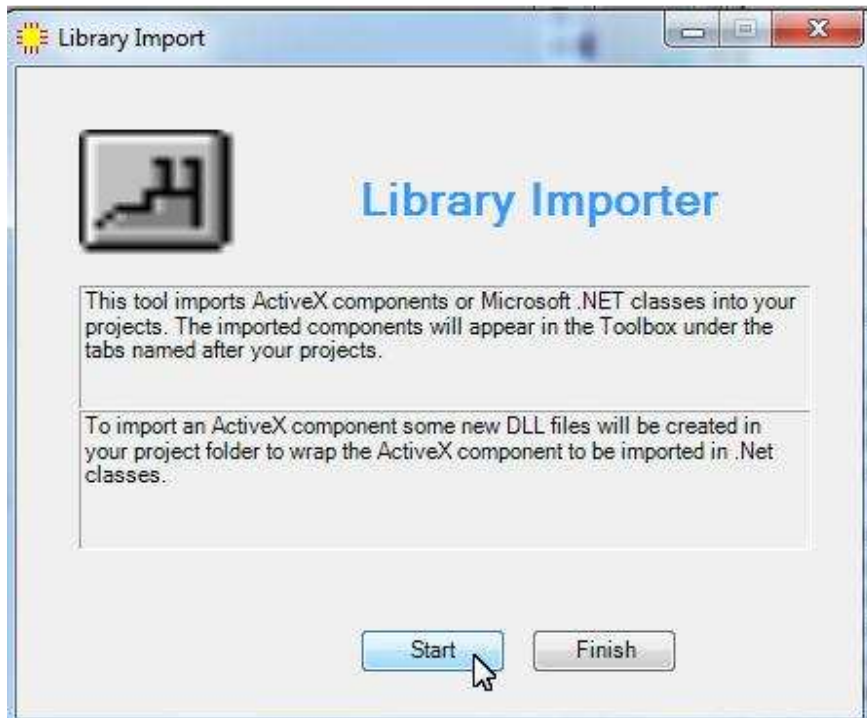 Library Import
Library Importer
This tool imports ActiveX components or Microsoft .NET classes into your
projects. The imported components will appear in the Toolbox under the
tabs named after your projects.
To import an ActiveX component some new DLL files will be created in
your project folder to wrap the ActiveX component to be imported in .Net
classes.
Start
Finish